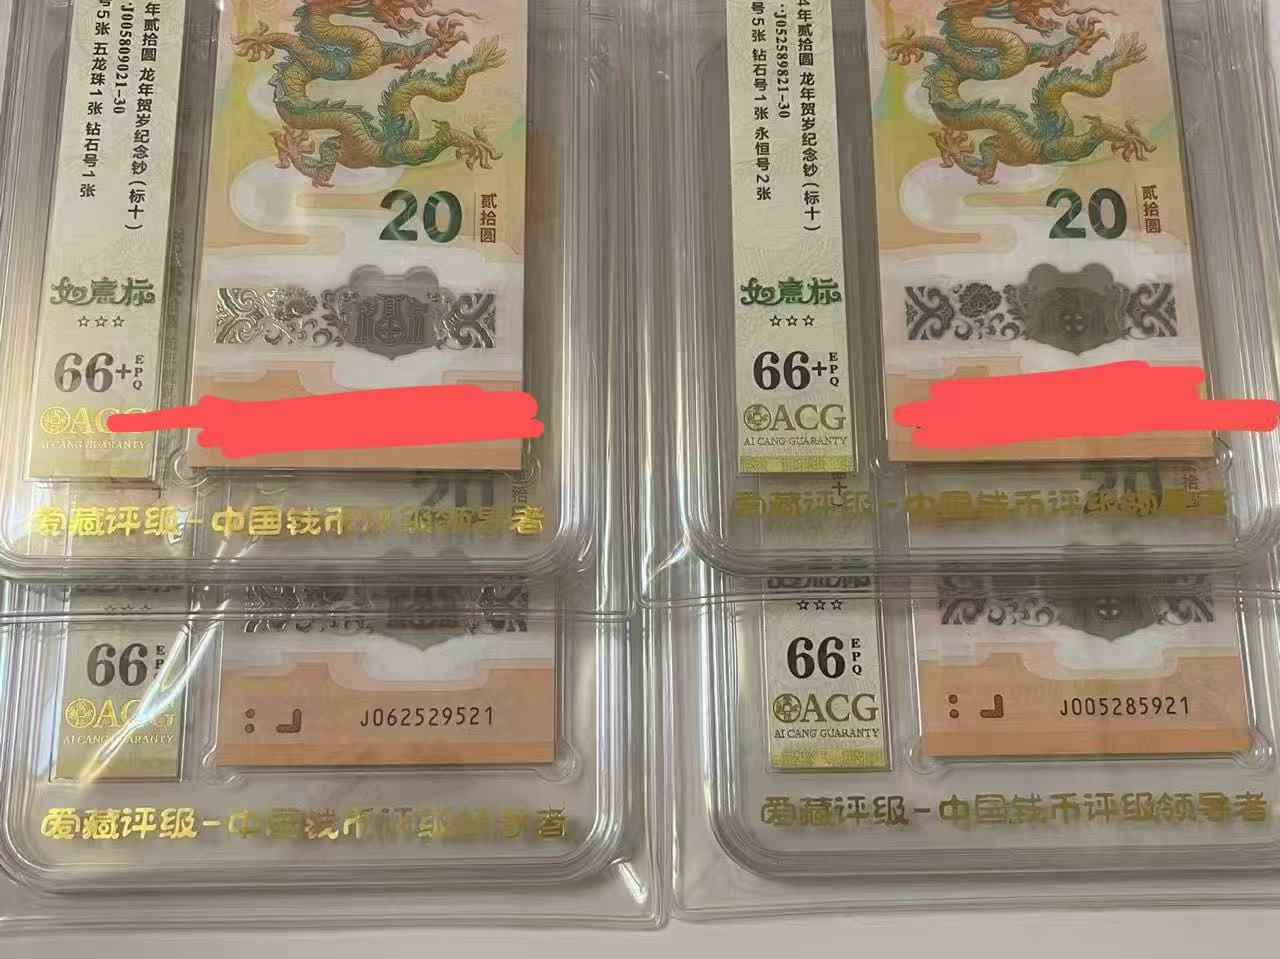 年贰拾圆 龙年贺岁纪念钞(标十)
J005809021-30
号5张 五龙珠1张 钻石号1张
如意标
☆☆☆
66+
EPQ
ACG
AI CANG GUARANTY
20
贰拾圆
爱藏评级-中国钱币评级领导者
4年贰拾圆 龙年贺岁纪念钞(标十)
J052589821-30
号5张 钻石号1张 永恒号2张
如意标
☆☆☆
66+
EPQ
ACG
AI CANG GUARANTY
20
贰拾圆
爱藏评级-中国钱币评级领导者
20
66
EPQ
ACG
AI CANG GUARANTY
J062529521
爱藏评级-中国钱币评级领导者
20
如意标
☆☆☆
66
EPQ
ACG
AI CANG GUARANTY
J005285921
爱藏评级-中国钱币评级领导者